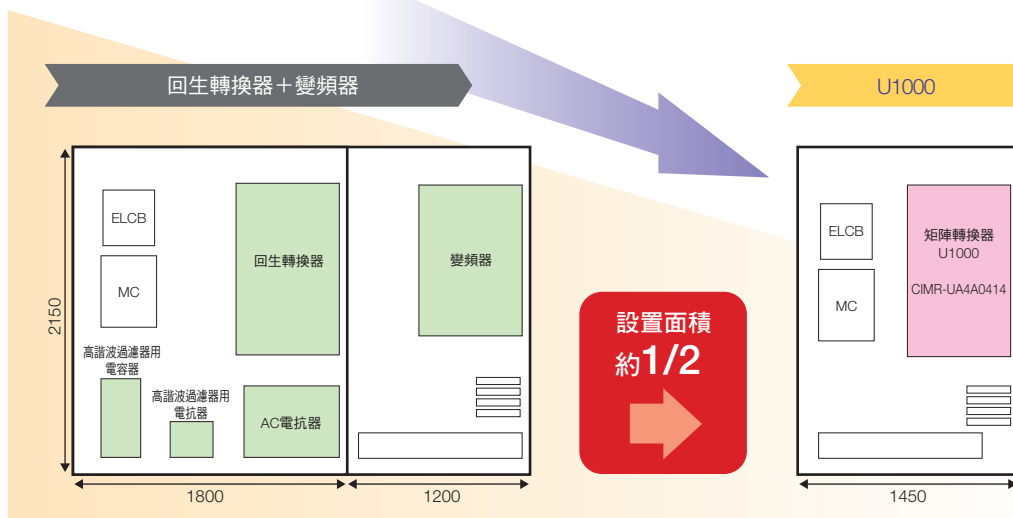 回生轉換器＋變頻器
U1000
ELCB
MC
回生轉換器
變頻器
高諧波過濾器用
電容器
高諧波過濾器用
電抗器
AC電抗器
2150
1800
1200
設置面積
約1/2
ELCB
MC
矩陣轉換器
U1000
CIMR-UA4A0414
1450